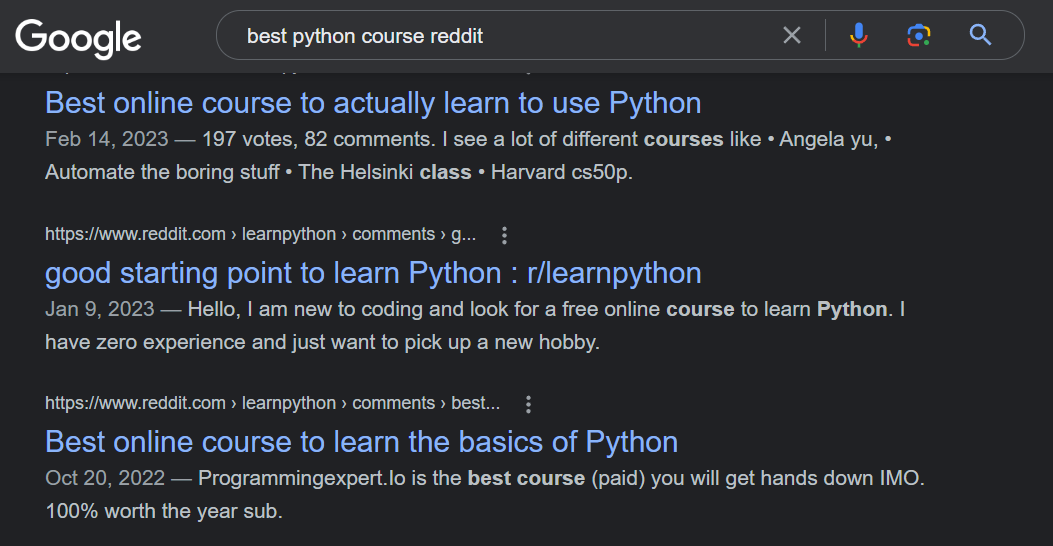 Google
best python course reddit
Best online course to actually learn to use Python
Feb 14, 2023 — 197 votes, 82 comments. I see a lot of different courses like • Angela yu, •
Automate the boring stuff • The Helsinki class • Harvard cs50p.
https://www.reddit.com › learnpython › comments › g...
good starting point to learn Python : r/learnpython
Jan 9, 2023 — Hello, I am new to coding and look for a free online course to learn Python. I
have zero experience and just want to pick up a new hobby.
https://www.reddit.com › learnpython › comments › best...
Best online course to learn the basics of Python
Oct 20, 2022 — Programmingexpert.Io is the best course (paid) you will get hands down IMO.
100% worth the year sub.